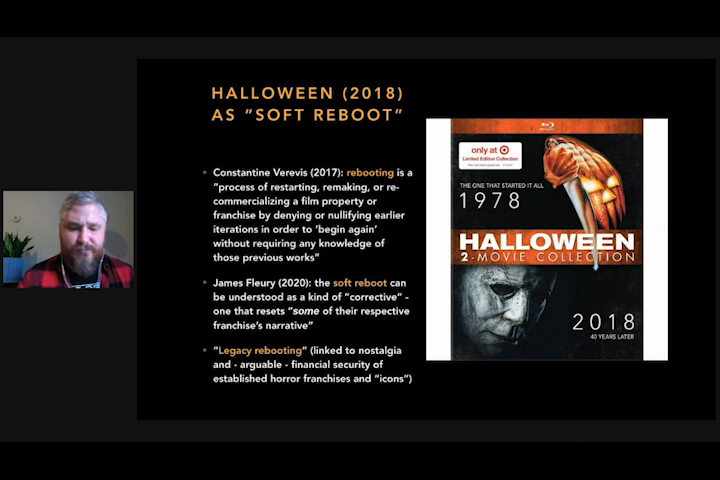 HALLOWEEN (2018)
AS "SOFT REBOOT"
• Constantine Verevis (2017): rebooting is a
"process of restarting, remaking, or re-
commercializing a film property or
franchise by denying or nullifying earlier
iterations in order to 'begin again'
without requiring any knowledge of
those previous works"
• James Fleury (2020): the soft reboot can
be understood as a kind of "corrective" –
one that resets "some of their respective
franchise's narrative"
• "Legacy rebooting" (linked to nostalgia
and - arguable - financial security of
established horror franchises and "icons")
only at
Limited Edition Collection
THE ONE THAT STARTED IT ALL
1978
HALLOWEEN
2-MOVIE COLLECTION
2018
40 YEARS LATER